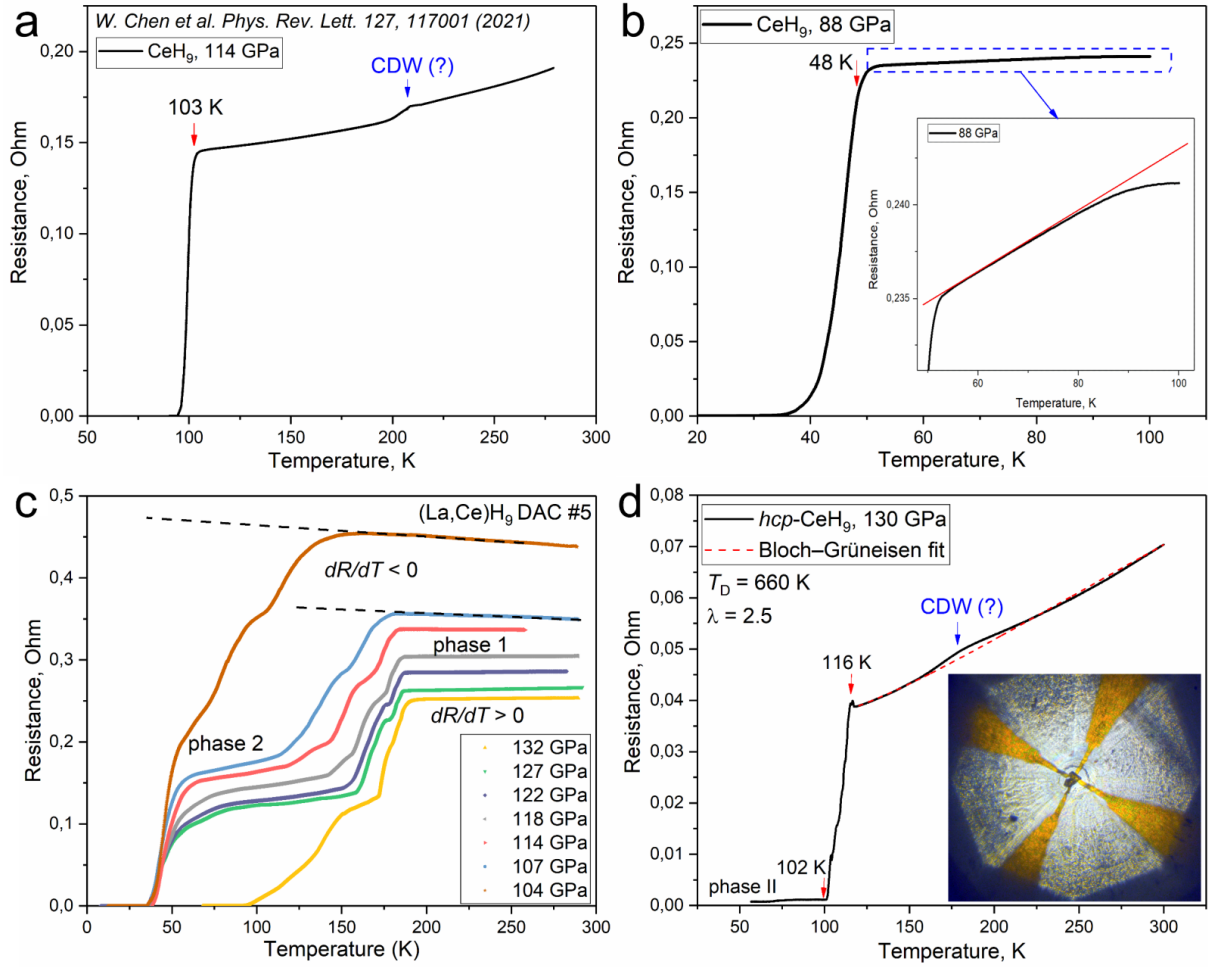 a
W. Chen et al. Phys. Rev. Lett. 127, 117001 (2021)
CeH9, 114 GPa
CDW (?)
103 K
0,20
0,15
0,10
0,05
0,00
Resistance, Ohm
50 100 150 200 250 300
Temperature, K
b
CeH9, 88 GPa
48 K
0,25
0,20
0,15
0,10
0,05
0,00
Resistance, Ohm
20 40 60 80 100
Temperature, K
88 GPa
0,240
0,235
Resistance, Ohm
60 80 100
Temperature, K
c
(La,Ce)H9 DAC #5
dR/dT < 0
phase 1
dR/dT > 0
phase 2
132 GPa
127 GPa
122 GPa
118 GPa
114 GPa
107 GPa
104 GPa
0,5
0,4
0,3
0,2
0,1
0,0
Resistance, Ohm
0 50 100 150 200 250 300
Temperature (K)
d
hcp-CeH9, 130 GPa
Bloch–Grüneisen fit
TD = 660 K
λ = 2.5
CDW (?)
116 K
102 K
phase II
0,08
0,07
0,06
0,05
0,04
0,03
0,02
0,01
0,00
Resistance, Ohm
50 100 150 200 250 300
Temperature, K